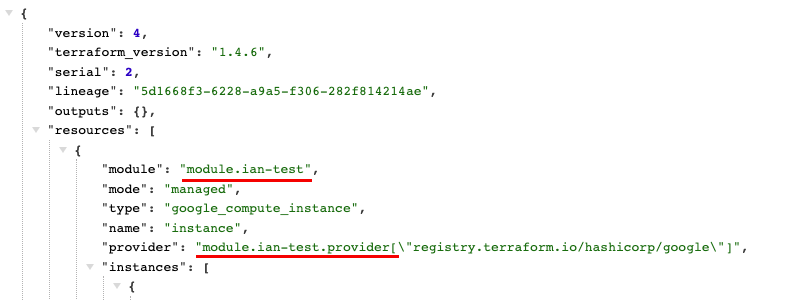 {
"version": 4,
"terraform_version": "1.4.6",
"serial": 2,
"lineage": "5d1668f3-6228-a9a5-f306-282f814214ae",
"outputs": {},
"resources": [
{
"module": "module.ian-test",
"mode": "managed",
"type": "google_compute_instance",
"name": "instance",
"provider": "module.ian-test.provider[\"registry.terraform.io/hashicorp/google\"]",
"instances": [
{